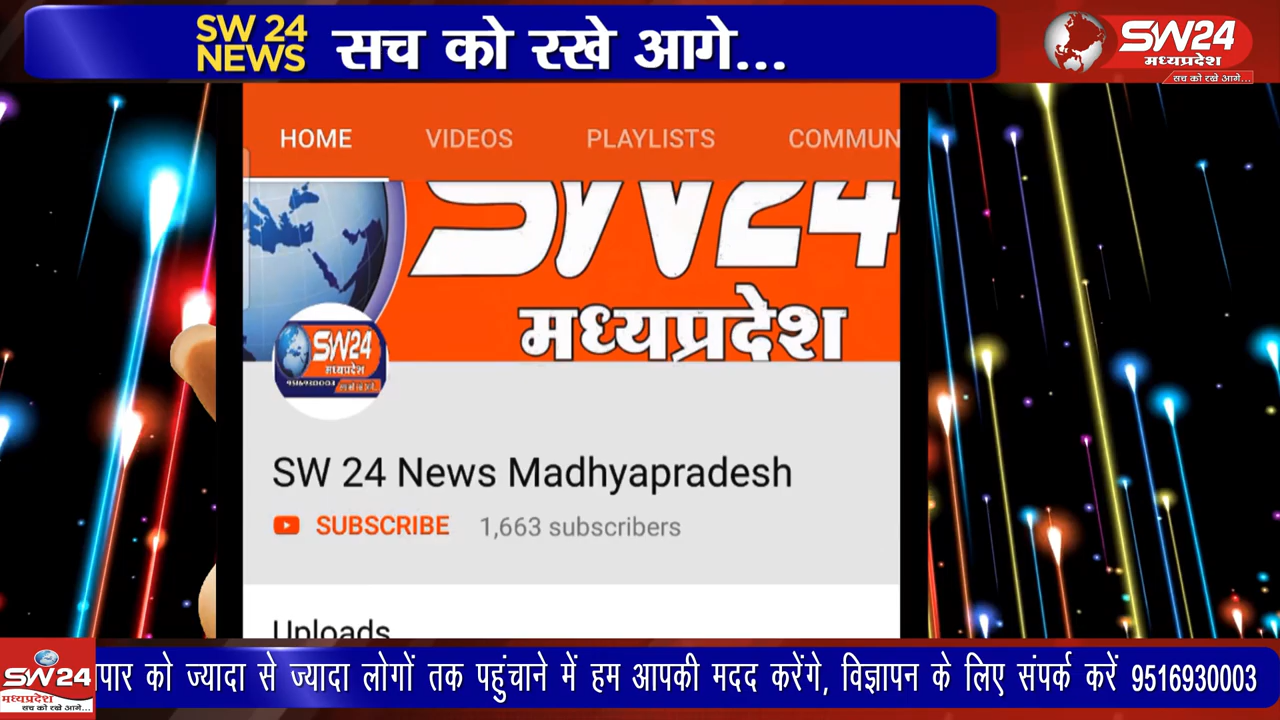 SW 24
NEWS
सच को रखे आगे...
SW24
मध्यप्रदेश
सच को रखे आगे...
HOME VIDEOS PLAYLISTS COMMUN
SW24
मध्यप्रदेश
SW24
मध्यप्रदेश
9516930003
SW 24 News Madhyapradesh
SUBSCRIBE 1,663 subscribers
Uploads
SW24
मध्यप्रदेश
सच को रखे आगे...
पार को ज्यादा से ज्यादा लोगों तक पहुंचाने में हम आपकी मदद करेंगे, विज्ञापन के लिए संपर्क करें 9516930003